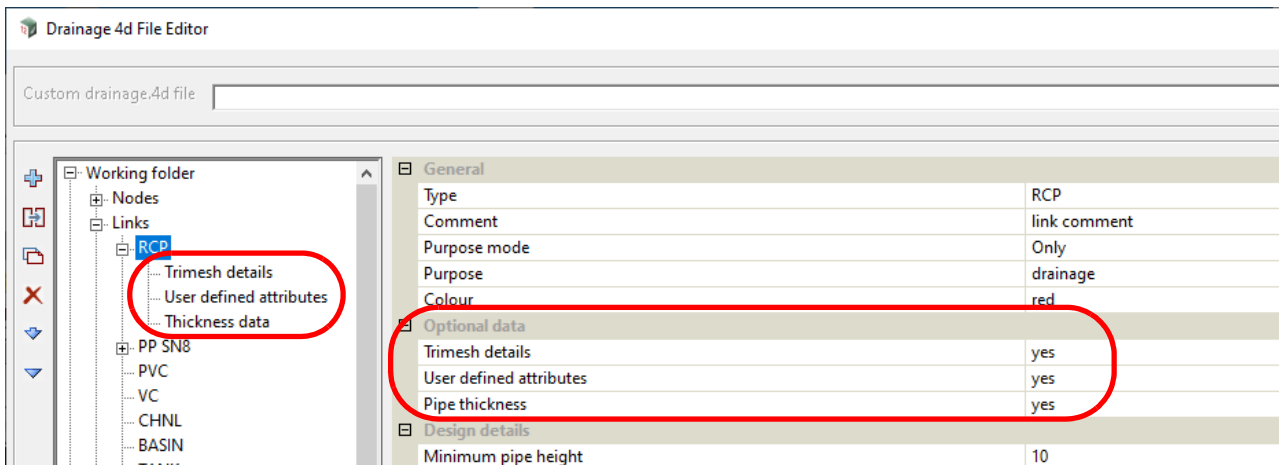 Drainage 4d File Editor
Custom drainage.4d file
Working folder
Nodes
Links
RCP
Trimesh details
User defined attributes
Thickness data
PP SN8
PVC
VC
CHNL
BASIN
General
Type RCP
Comment link comment
Purpose mode Only
Purpose drainage
Colour red
Optional data
Trimesh details yes
User defined attributes yes
Pipe thickness yes
Design details
Minimum pipe height 10